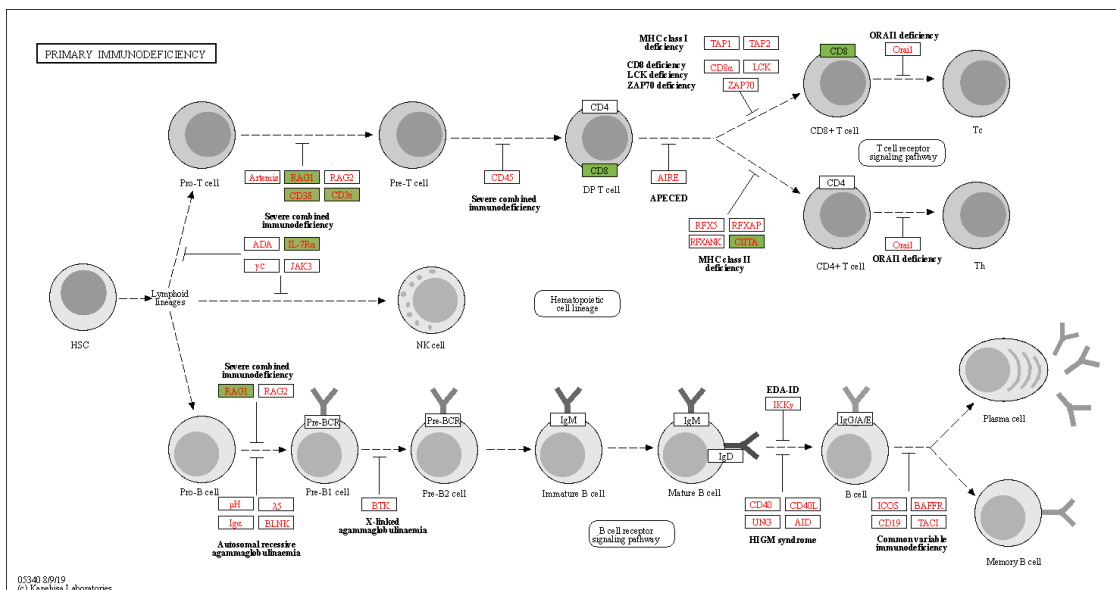 PRIMARY IMMUNODEFICIENCY
MHC class I
deficiency
TAP1
TAP2
CD8 deficiency
LCK deficiency
ZAP70 deficiency
CD8α
LCK
ZAP70
CD8
ORAI1 deficiency
Orai1
CD8+ T cell
Tc
T cell receptor
signaling pathway
Pro-T cell
Artemis
RAG1
RAG2
CD3δ
CD3ε
Severe combined
immunodeficiency
Pre-T cell
CD45
Severe combined
immunodeficiency
CD4
CD8
DP T cell
AIRE
APECED
RFX5
RFXAP
RFXANK
CIITA
MHC class II
deficiency
CD4
CD4+ T cell
Orai1
ORAI1 deficiency
Th
ADA
IL-7Rα
γc
JAK3
HSC
Lymphoid
lineages
NK cell
Hematopoietic
cell lineage
Severe combined
immunodeficiency
RAG1
RAG2
Pro-B cell
μH
λ5
Igα
BLNK
Autosomal recessive
agammaglobulinaemia
Pre-BCR
Pre-B1 cell
BTK
X-linked
agammaglobulinaemia
Pre-BCR
Pre-B2 cell
IgM
Immature B cell
IgM
IgD
Mature B cell
B cell receptor
signaling pathway
EDA-ID
IKKγ
CD40
CD40L
UNG
AID
HIGM syndrome
IgG/A/E
B cell
ICOS
BAFFR
CD19
TACI
Common variable
immunodeficiency
Plasma cell
Memory B cell
05340 8/9/19
(c) Kanehisa Laboratories